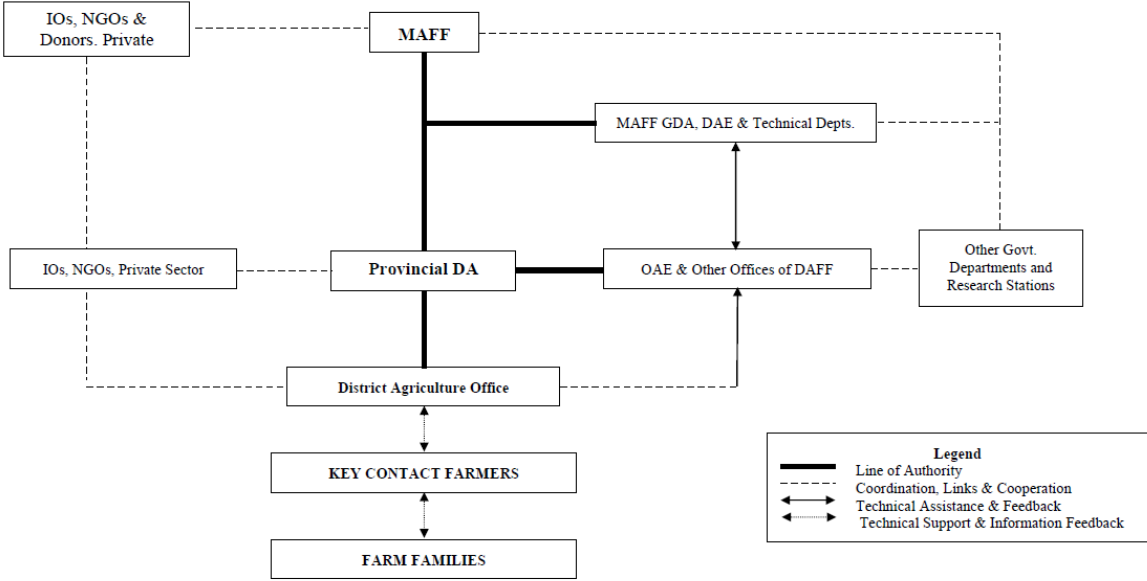 IOs, NGOs &
Donors. Private
MAFF
MAFF GDA, DAE & Technical Depts.
IOs, NGOs, Private Sector
Provincial DA
OAE & Other Offices of DAFF
Other Govt.
Departments and
Research Stations
District Agriculture Office
KEY CONTACT FARMERS
FARM FAMILIES
Legend
Line of Authority
Coordination, Links & Cooperation
Technical Assistance & Feedback
Technical Support & Information Feedback